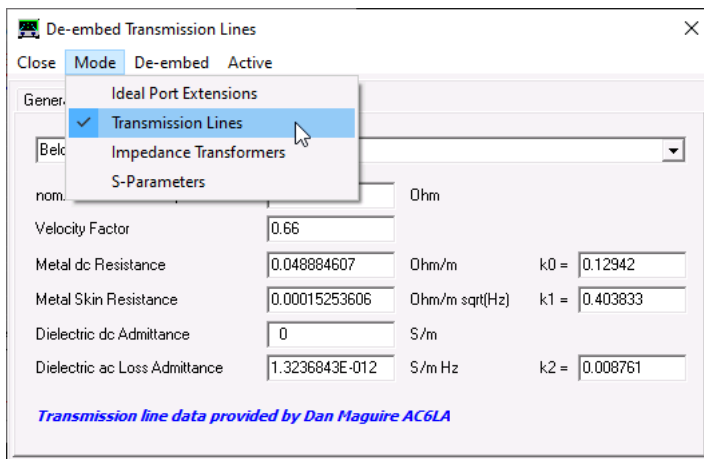 De-embed Transmission Lines
Close Mode De-embed Active
Ideal Port Extensions
Transmission Lines
Impedance Transformers
S-Parameters
Ohm
Velocity Factor 0.66
Metal dc Resistance 0.048884607 Ohm/m k0 = 0.12942
Metal Skin Resistance 0.00015253606 Ohm/m sqrt(Hz) k1 = 0.403833
Dielectric dc Admittance 0 S/m
Dielectric ac Loss Admittance 1.3236843E-012 S/m Hz k2 = 0.008761
Transmission line data provided by Dan Maguire AC6LA